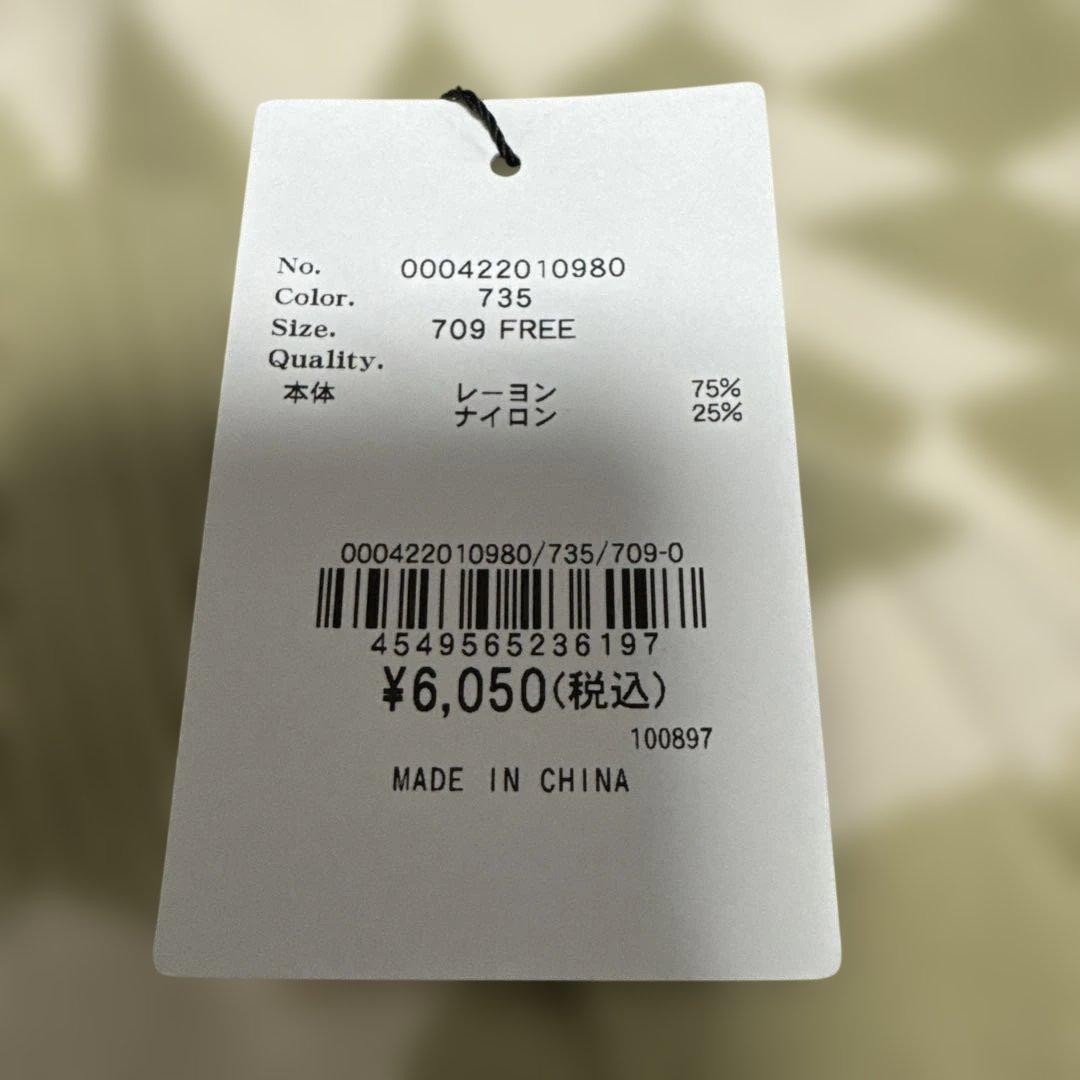 No. 000422010980
Color. 735
Size. 709 FREE
Quality.
本体 レーヨン 75%
ナイロン 25%
000422010980/735/709-0
4549565236197
¥6,050(税込)
100897
MADE IN CHINA